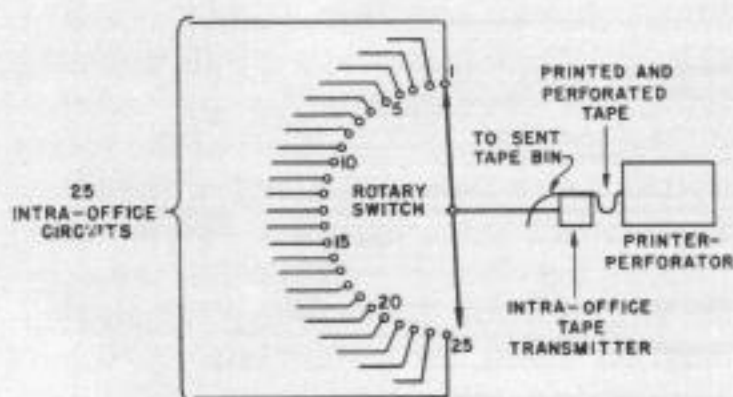 1
5
10
15
20
25
25
INTRA-OFFICE
CIRCUITS
ROTARY
SWITCH
TO SENT
TAPE BIN
PRINTED AND
PERFORATED
TAPE
PRINTER-
PERFORATOR
INTRA-OFFICE
TAPE
TRANSMITTER